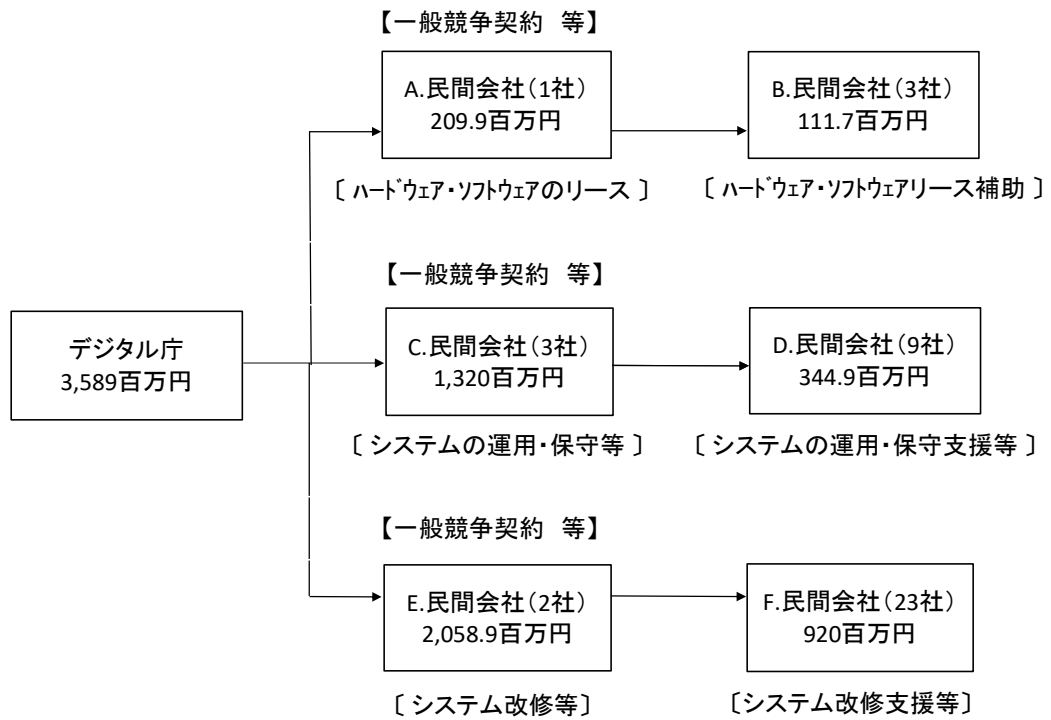 【一般競争契約　等】
A.民間会社(1社)
209.9百万円
B.民間会社(3社)
111.7百万円
〔 ﾊｰﾄﾞｳｪｱ・ｿﾌﾄｳｪｱのリース 〕
〔 ﾊｰﾄﾞｳｪｱ・ｿﾌﾄｳｪｱリース補助 〕
【一般競争契約　等】
デジタル庁
3,589百万円
C.民間会社(3社)
1,320百万円
D.民間会社(9社)
344.9百万円
〔 システムの運用・保守等 〕
〔 システムの運用・保守支援等 〕
【一般競争契約　等】
E.民間会社(2社)
2,058.9百万円
F.民間会社(23社)
920百万円
〔 システム改修等〕
〔システム改修支援等〕